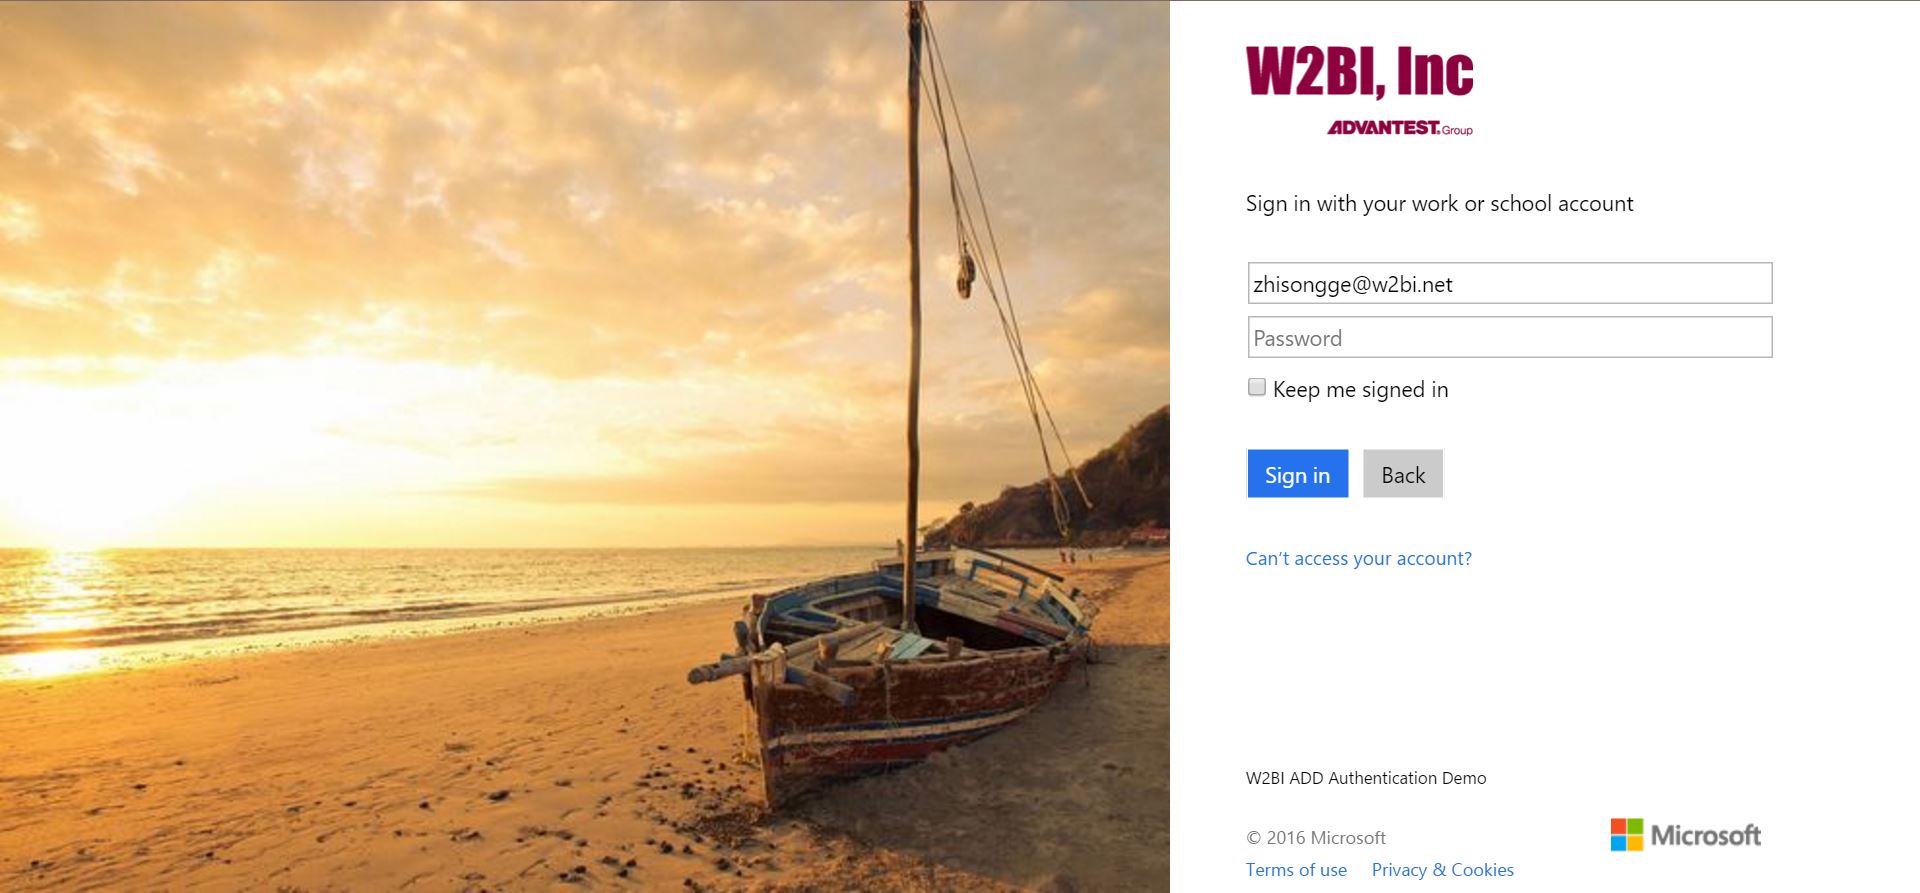 W2BI, Inc
ADVANTEST. Group
Sign in with your work or school account
zhisongge@w2bi.net
Password
Keep me signed in
Sign in Back
Can't access your account?
W2BI ADD Authentication Demo
© 2016 Microsoft
Microsoft
Terms of use Privacy & Cookies